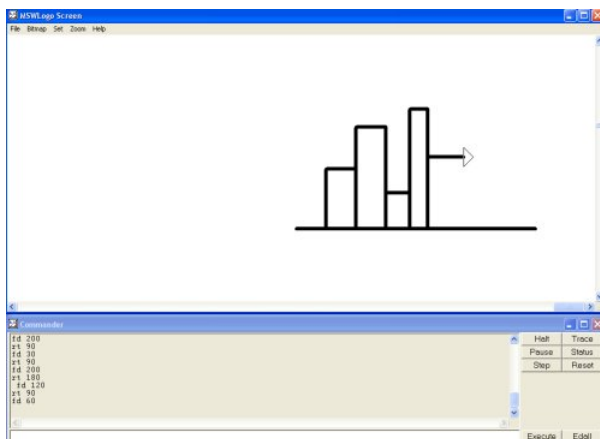 MSWLogo Screen
File Bitmap Set Zoom Help
Commander
fd 200
rt 90
fd 30
rt 90
fd 200
rt 180
fd 120
rt 90
fd 60
Halt Trace
Pause Status
Step Reset
Execute Edall